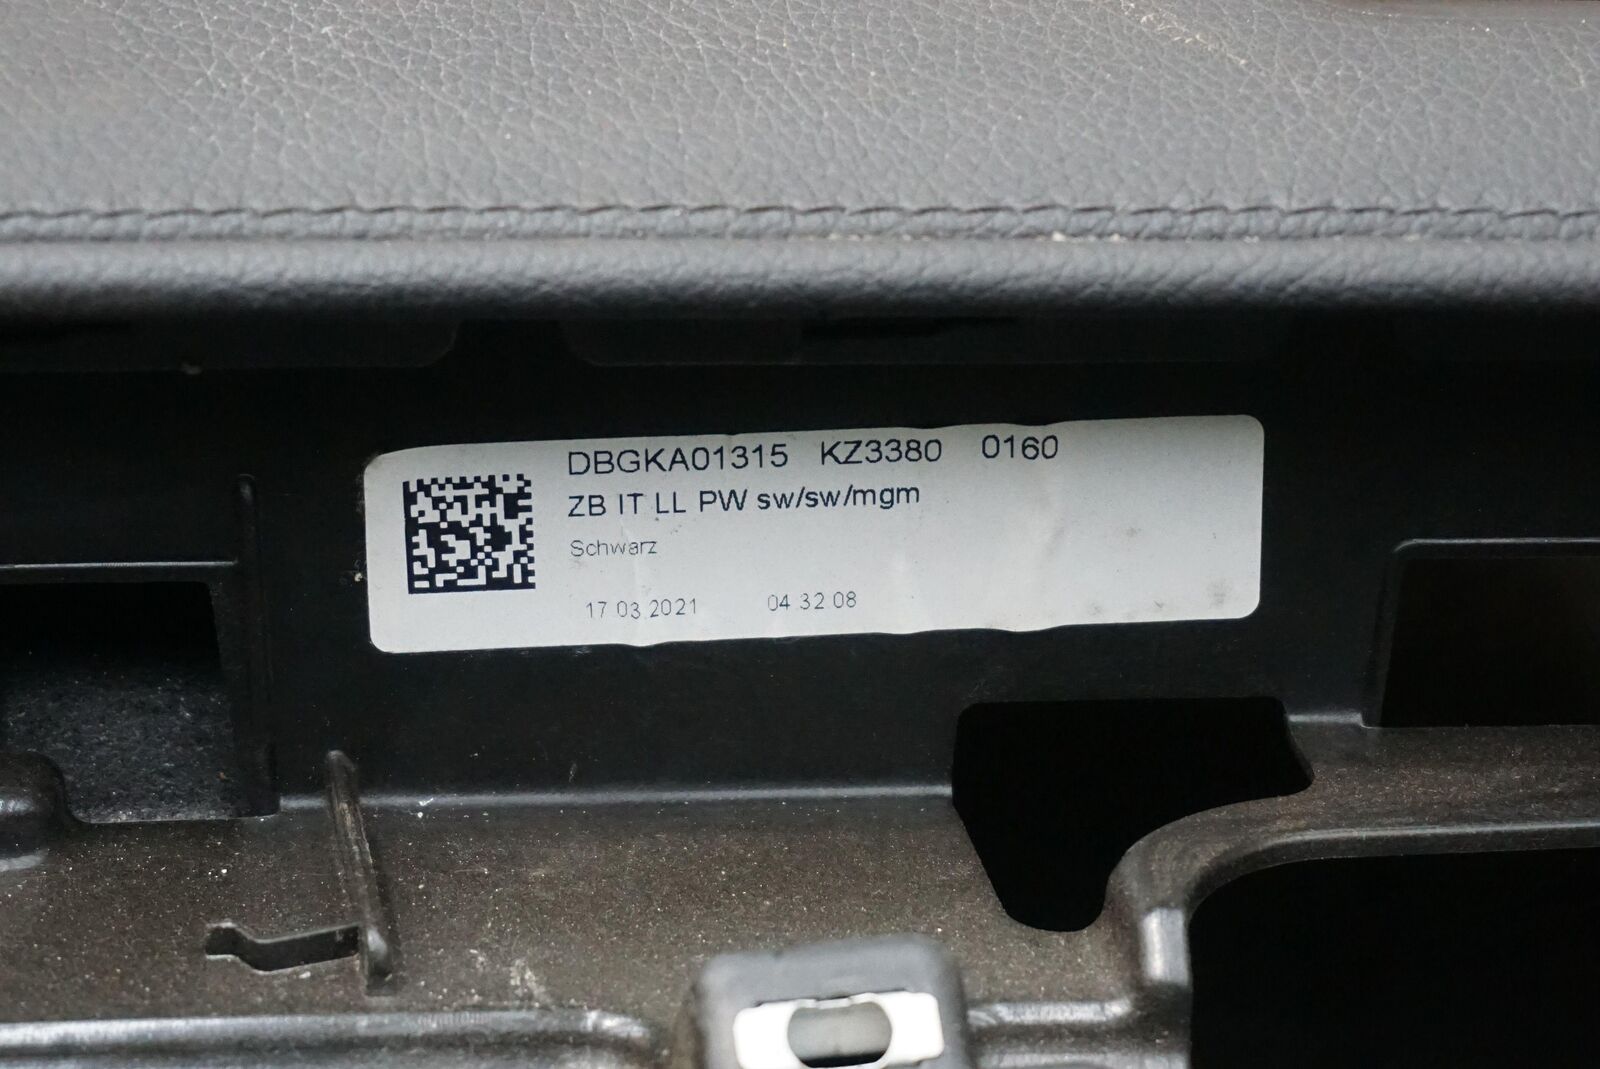 DBGKA01315 KZ3380 0160
ZB IT LL PW sw/sw/mgm
Schwarz
17 03 2021 04 32 08